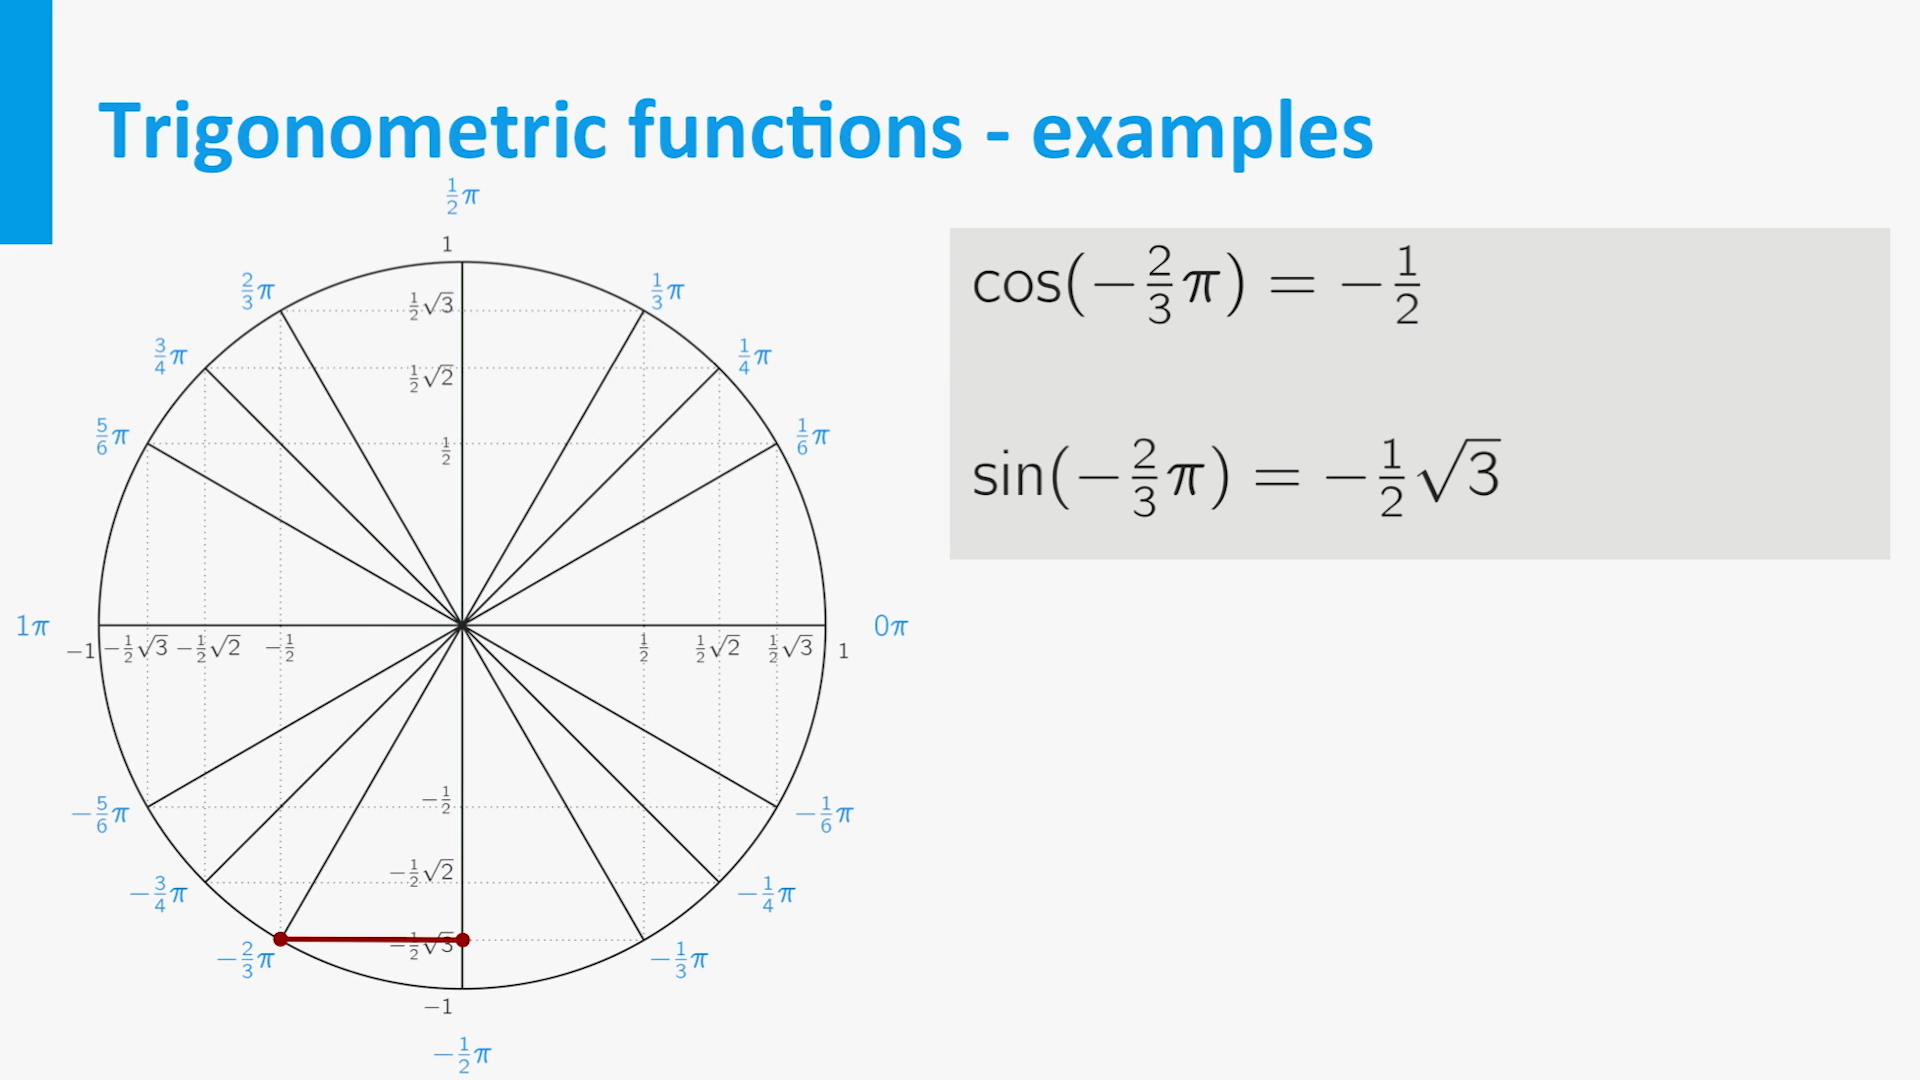 Trigonometric functions - examples
½π
1
⅔π
½√3
⅓π
¾π
½√2
¼π
⅚π
½
⅙π
1π
−1
−½√3
−½√2
−½
½
½√2
½√3
1
0π
−½
−⅚π
−⅙π
−½√2
−¾π
−¼π
−½√3
−⅔π
−⅓π
−1
−½π
cos(−⅔π) = −½
sin(−⅔π) = −½√3